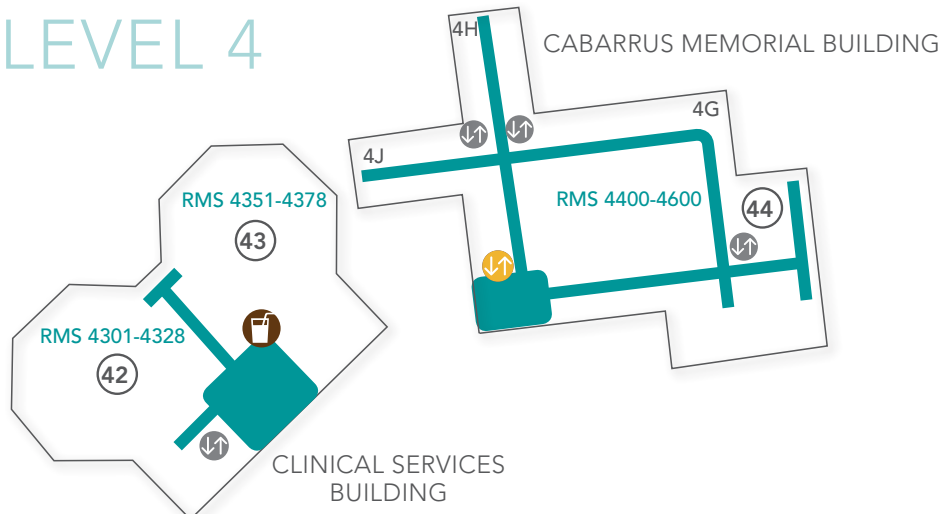 LEVEL 4
4H
CABARRUS MEMORIAL BUILDING
4G
4J
RMS 4351-4378
43
RMS 4400-4600
44
RMS 4301-4328
42
CLINICAL SERVICES
BUILDING